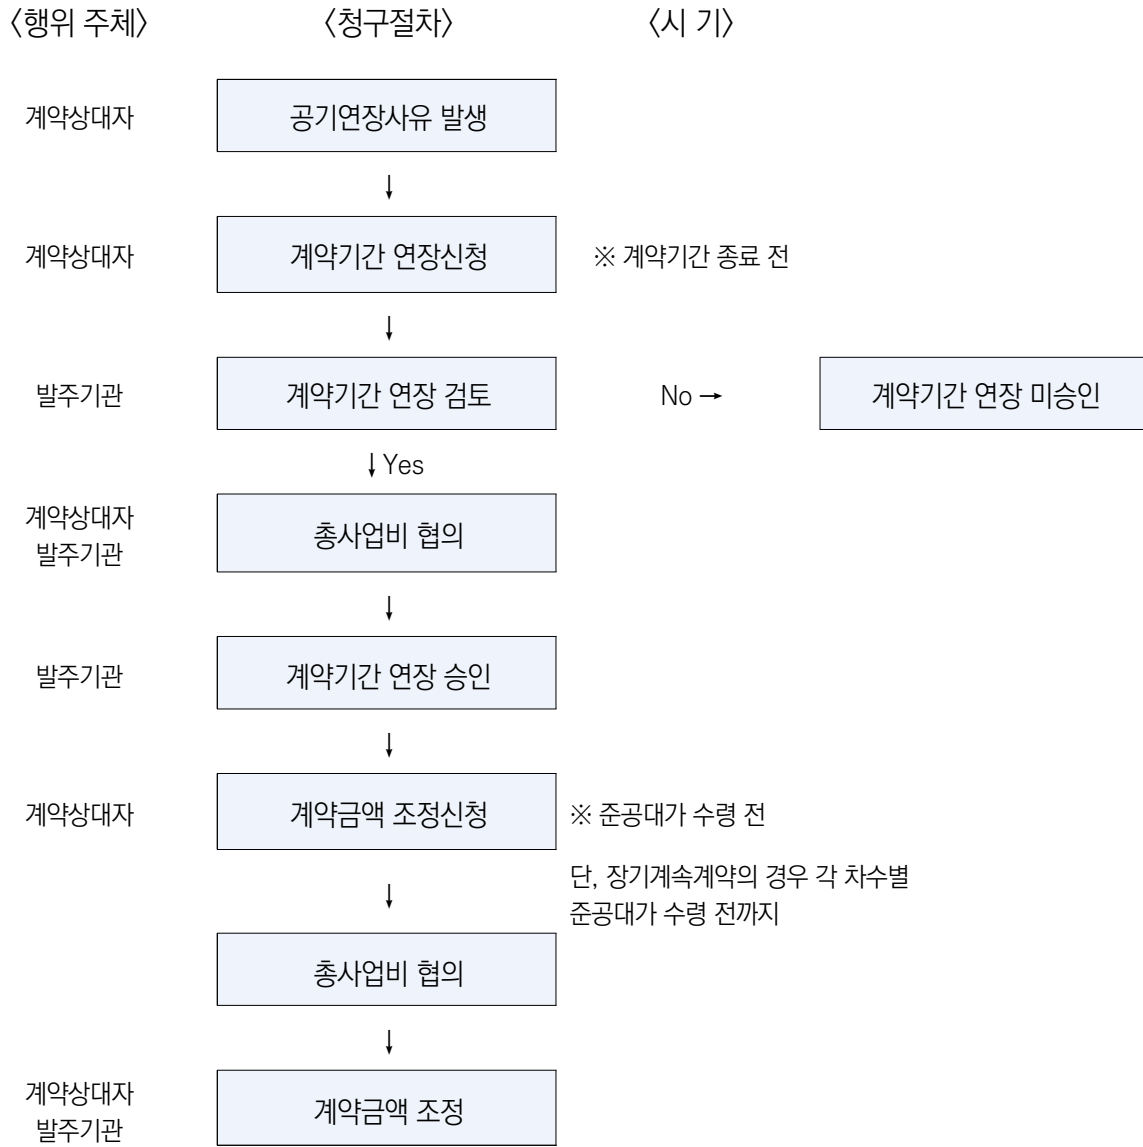 〈행위 주체〉 〈청구절차〉 〈시 기〉
계약상대자 공기연장사유 발생
↓
계약상대자 계약기간 연장신청 ※ 계약기간 종료 전
↓
발주기관 계약기간 연장 검토 No → 계약기간 연장 미승인
↓ Yes
계약상대자
발주기관
총사업비 협의
↓
발주기관 계약기간 연장 승인
↓
계약상대자 계약금액 조정신청 ※ 준공대가 수령 전
단, 장기계속계약의 경우 각 차수별
준공대가 수령 전까지
↓
총사업비 협의
↓
계약상대자
발주기관
계약금액 조정